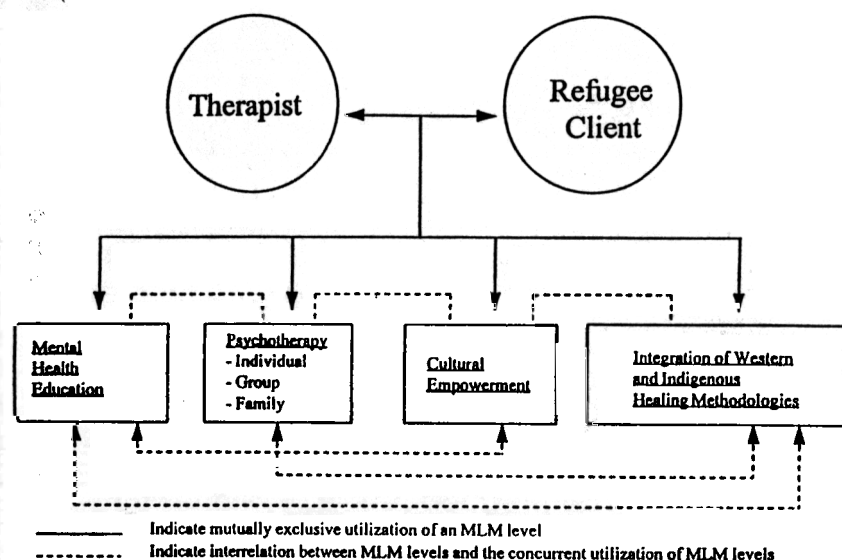 Therapist
Refugee
Client
Mental
Health
Education
Psychotherapy
- Individual
- Group
- Family
Cultural
Empowerment
Integration of Western
and Indigenous
Healing Methodologies
Indicate mutually exclusive utilization of an MLM level
Indicate interrelation between MLM levels and the concurrent utilization of MLM levels